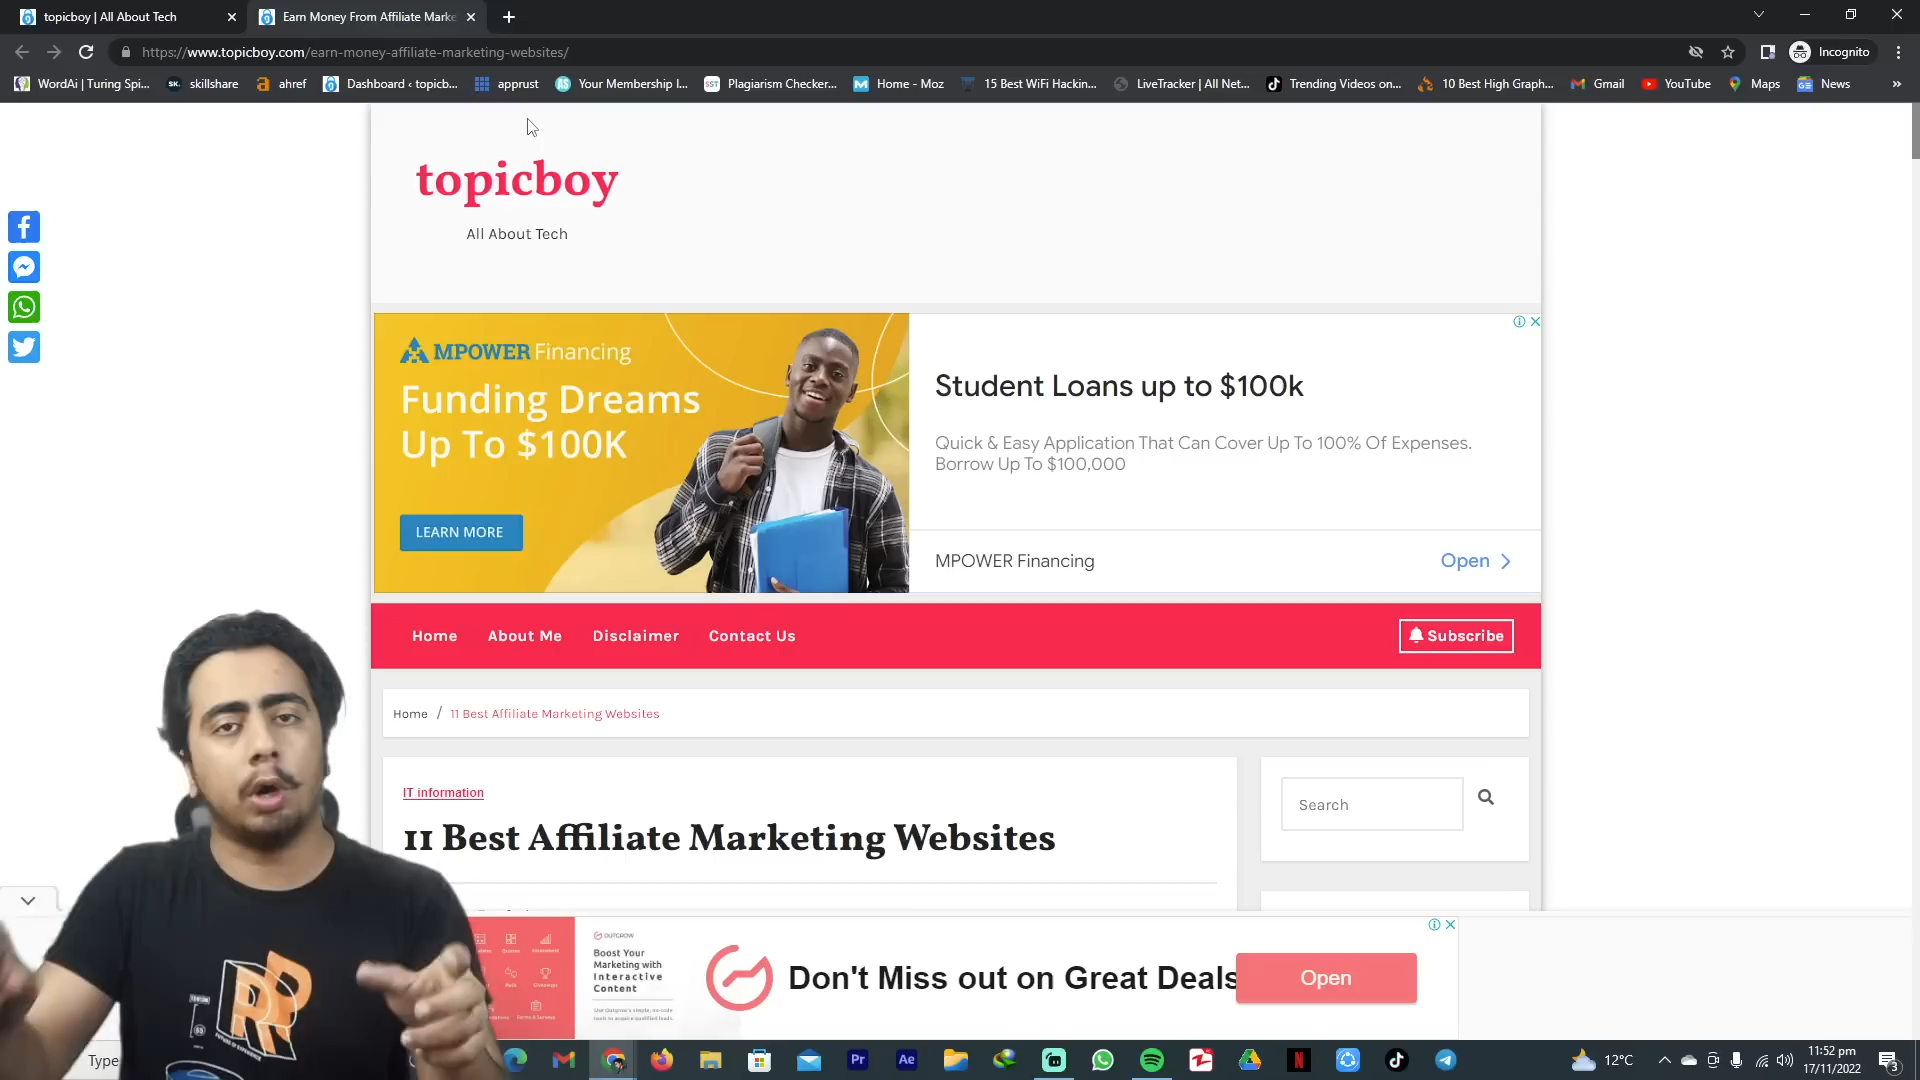 topicboy | All About Tech
Earn Money From Affiliate Marke
https://www.topicboy.com/earn-money-affiliate-marketing-websites/
Incognito
WordAi | Turing Spi...
skillshare
ahref
Dashboard ‹ topicb...
apprust
Your Membership I...
Plagiarism Checker...
Home - Moz
15 Best WiFi Hackin...
LiveTracker | All Net...
Trending Videos on...
10 Best High Graph...
Gmail
YouTube
Maps
News
topicboy
All About Tech
MPOWER Financing
Funding Dreams
Up To $100K
LEARN MORE
Student Loans up to $100k
Quick & Easy Application That Can Cover Up To 100% Of Expenses.
Borrow Up To $100,000
MPOWER Financing
Open
Home
About Me
Disclaimer
Contact Us
Subscribe
Home / 11 Best Affiliate Marketing Websites
IT information
11 Best Affiliate Marketing Websites
Search
OUTGROW
Boost Your
Marketing with
Interactive
Content
Don't Miss out on Great Deals
Open
Type
Pr
Ae
12°C
11:52 pm
17/11/2022
3